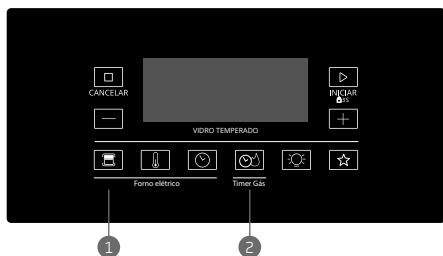 CANCELAR
INICIAR
3S
VIDRO TEMPERADO
Forno elétrico
Timer Gás
1
2